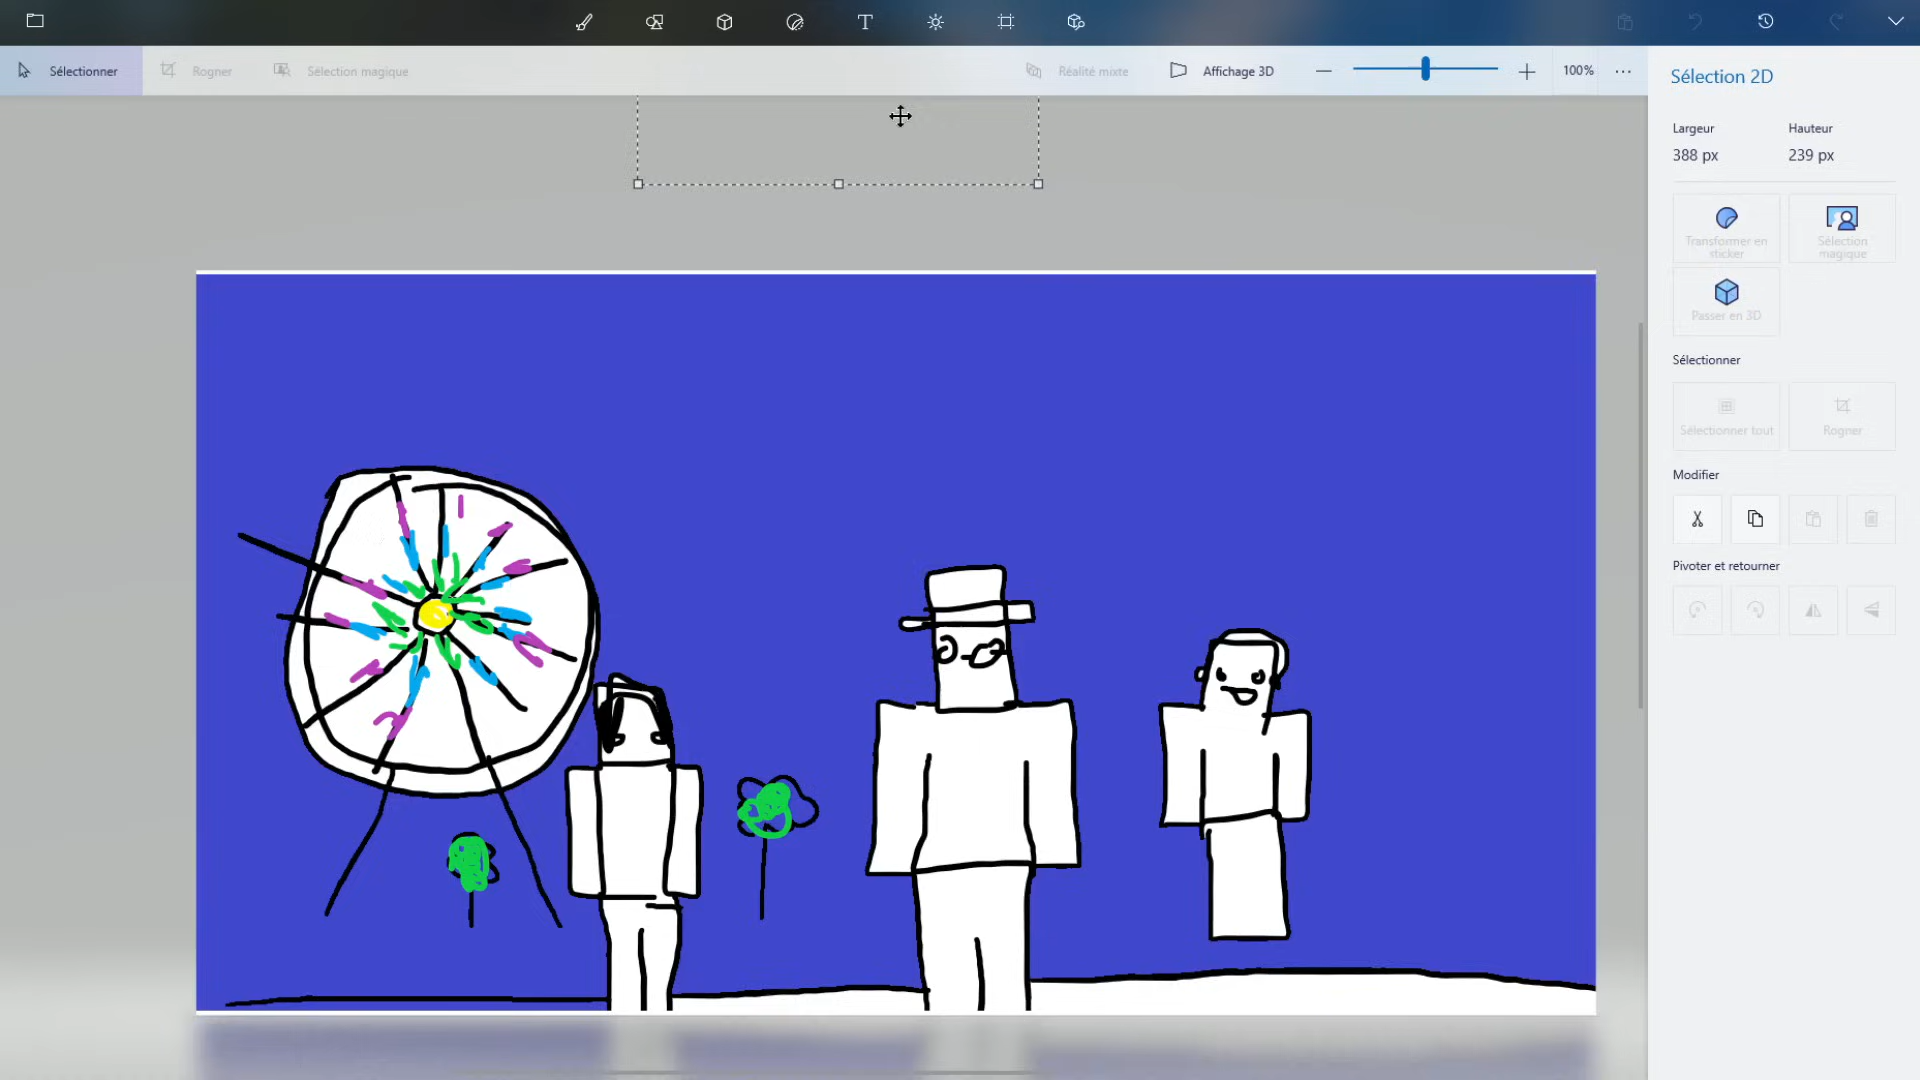 T
Sélectionner
Rogner
Sélection magique
Réalité mixte
Affichage 3D
100%
Sélection 2D
Largeur
Hauteur
388 px
239 px
Transformer en
sticker
Sélection
magique
Passer en 3D
Sélectionner
Sélectionner tout
Rogner
Modifier
Pivoter et retourner